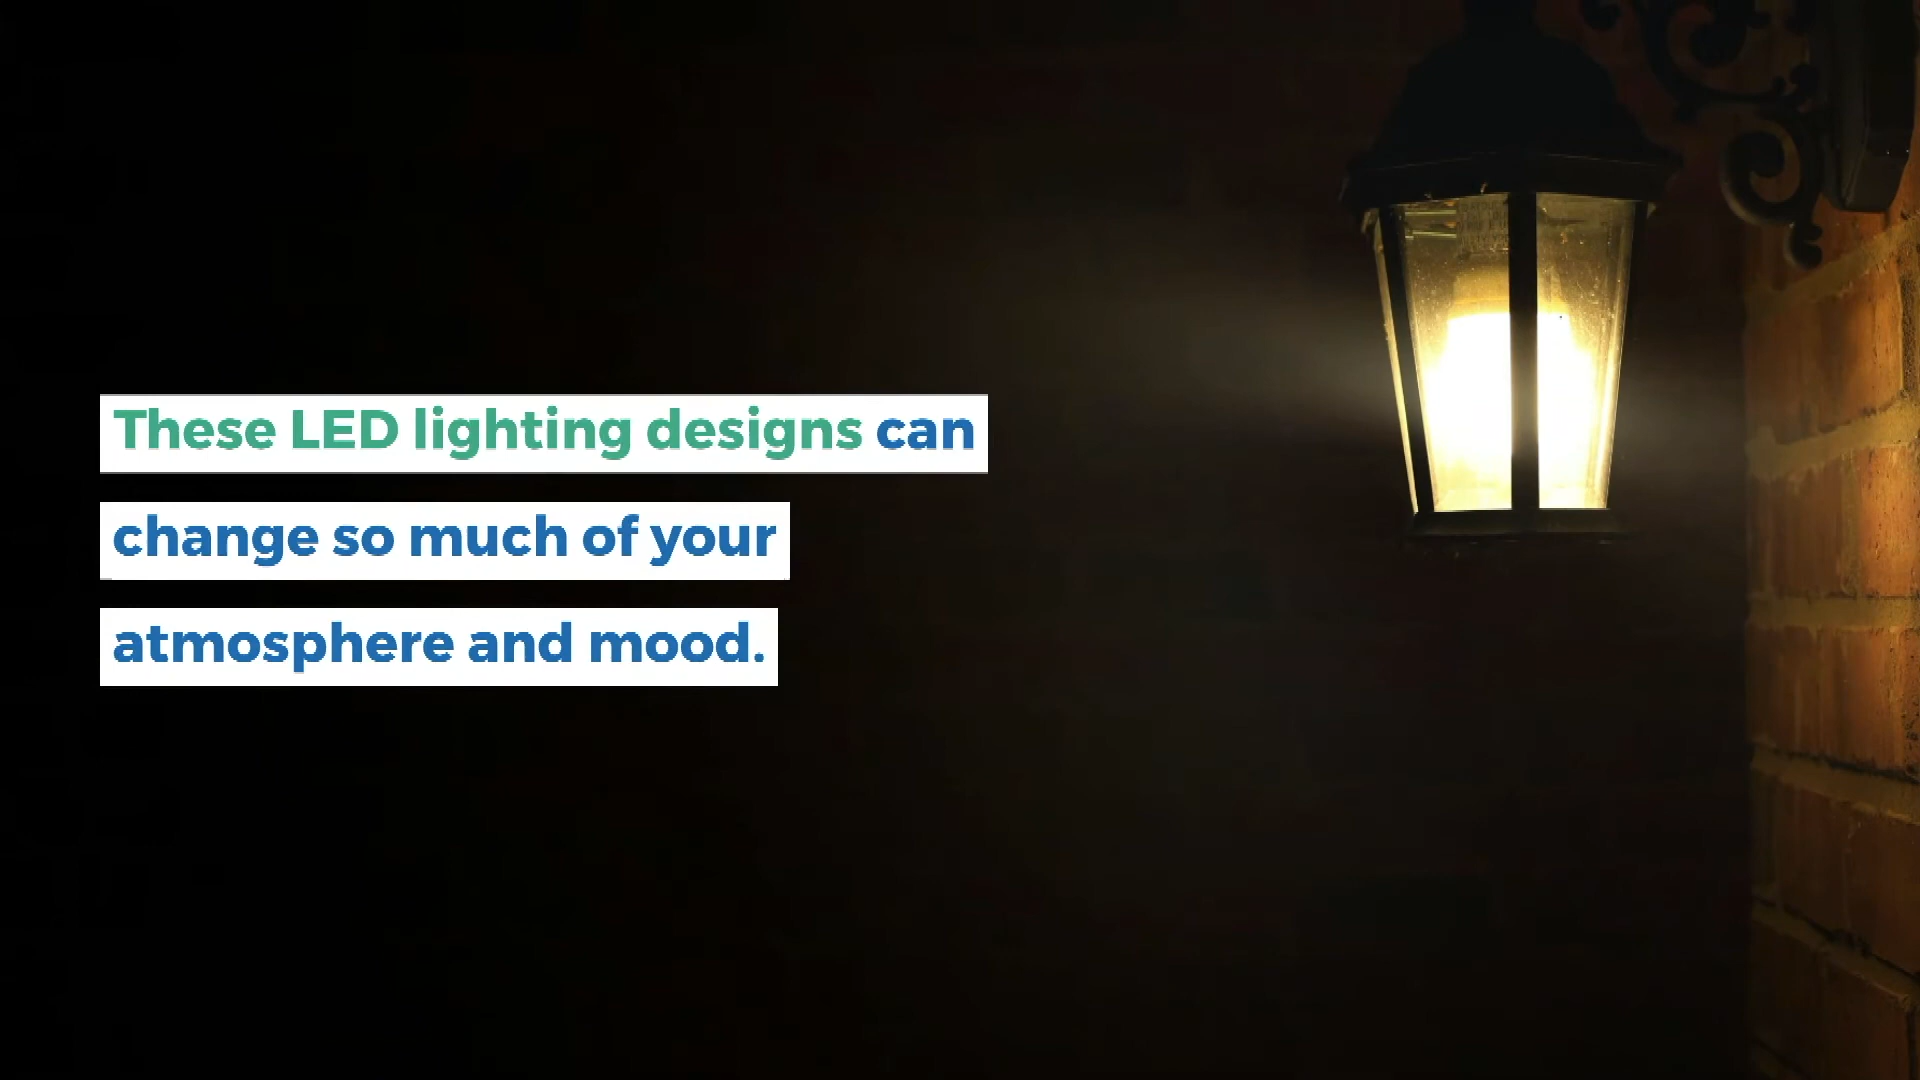 These LED lighting designs can
change so much of your
atmosphere and mood.